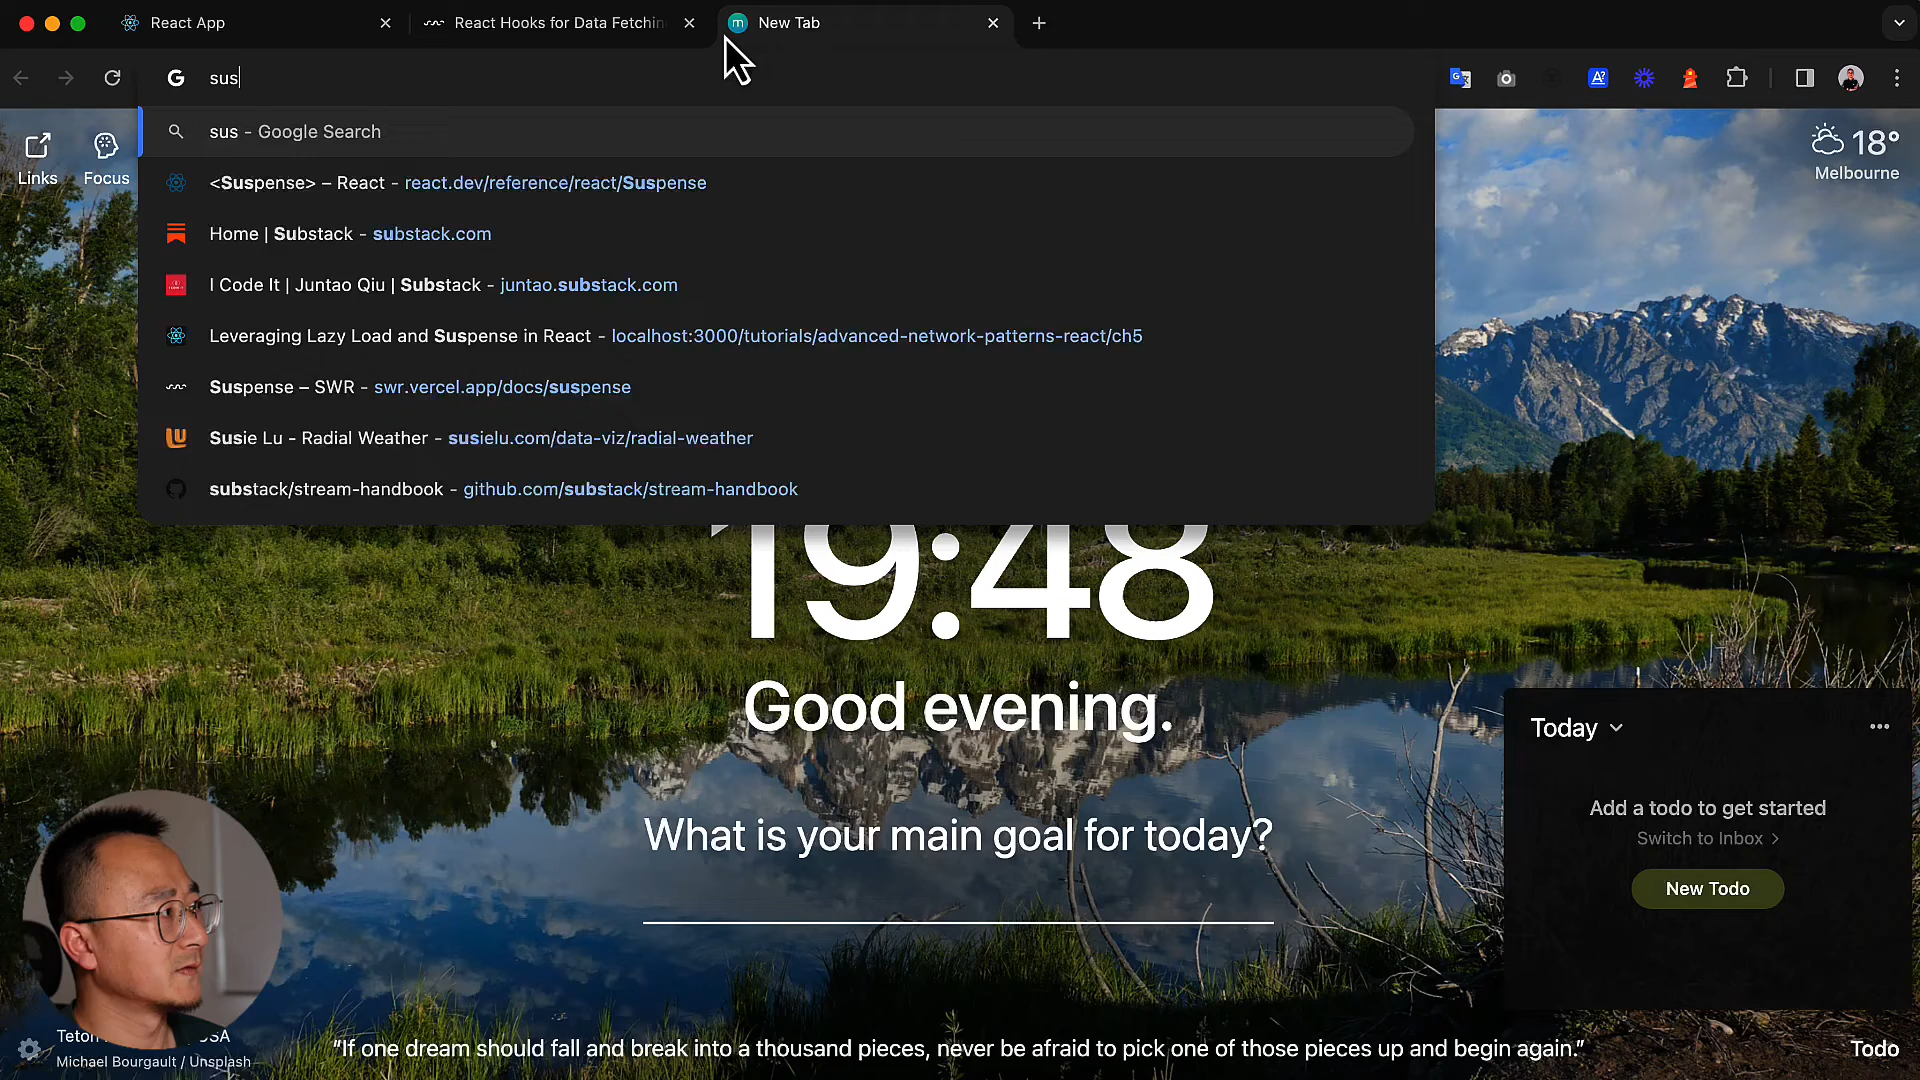 React App
React Hooks for Data Fetchin
New Tab
sus
sus - Google Search
<Suspense> – React - react.dev/reference/react/Suspense
Home | Substack - substack.com
I Code It | Juntao Qiu | Substack - juntao.substack.com
Leveraging Lazy Load and Suspense in React - localhost:3000/tutorials/advanced-network-patterns-react/ch5
Suspense – SWR - swr.vercel.app/docs/suspense
Susie Lu - Radial Weather - susielu.com/data-viz/radial-weather
substack/stream-handbook - github.com/substack/stream-handbook
Links
Focus
18°
Melbourne
19:48
Good evening.
What is your main goal for today?
Today
Add a todo to get started
Switch to Inbox >
New Todo
Michael Bourgault / Unsplash
"If one dream should fall and break into a thousand pieces, never be afraid to pick one of those pieces up and begin again."
Todo